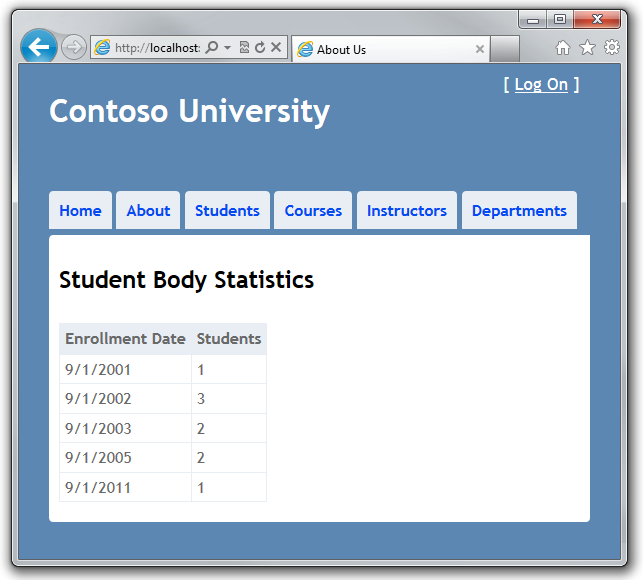 http://localhost:
About Us
[ Log On ]
Contoso University
Home About Students Courses Instructors Departments
Student Body Statistics
Enrollment Date Students
9/1/2001 1
9/1/2002 3
9/1/2003 2
9/1/2005 2
9/1/2011 1